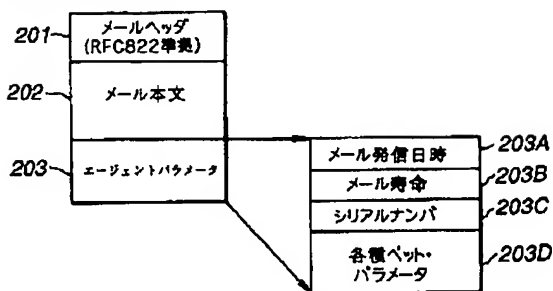 201
メールヘッダ
(RFC822準拠)
202
メール本文
203
エージェントパラメータ
メール発信日時
203A
メール寿命
203B
シリアルナンバ
203C
各種ペット・
パラメータ
203D